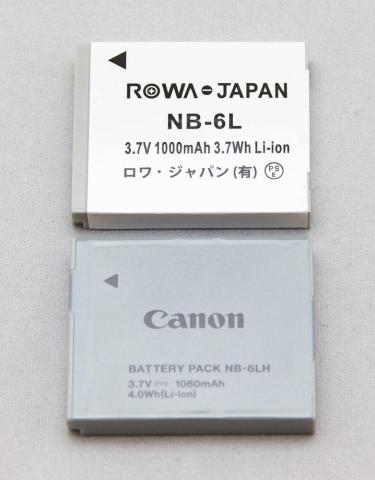 ROWA-JAPAN
NB-6L
3.7V 1000mAh 3.7Wh Li-ion
ロワ・ジャパン(有) PSE
Canon
BATTERY PACK NB-6LH
3.7V ⎓ 1060mAh
4.0Wh(Li-ion)